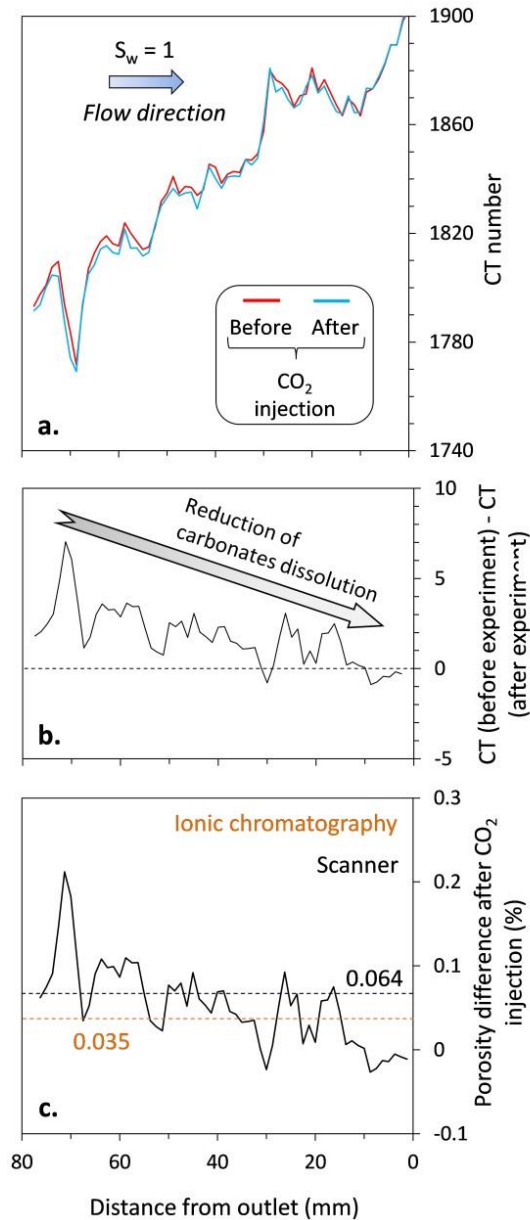 S_w = 1
Flow direction
Before After
CO₂
injection
a.
1900
1860
1820
1780
1740
CT number
Reduction of
carbonates dissolution
b.
10
5
0
-5
CT (before experiment) - CT
(after experiment)
Ionic chromatography
Scanner
0.064
0.035
c.
0.3
0.2
0.1
0
-0.1
Porosity difference after CO₂
injection (%)
80 60 40 20 0
Distance from outlet (mm)